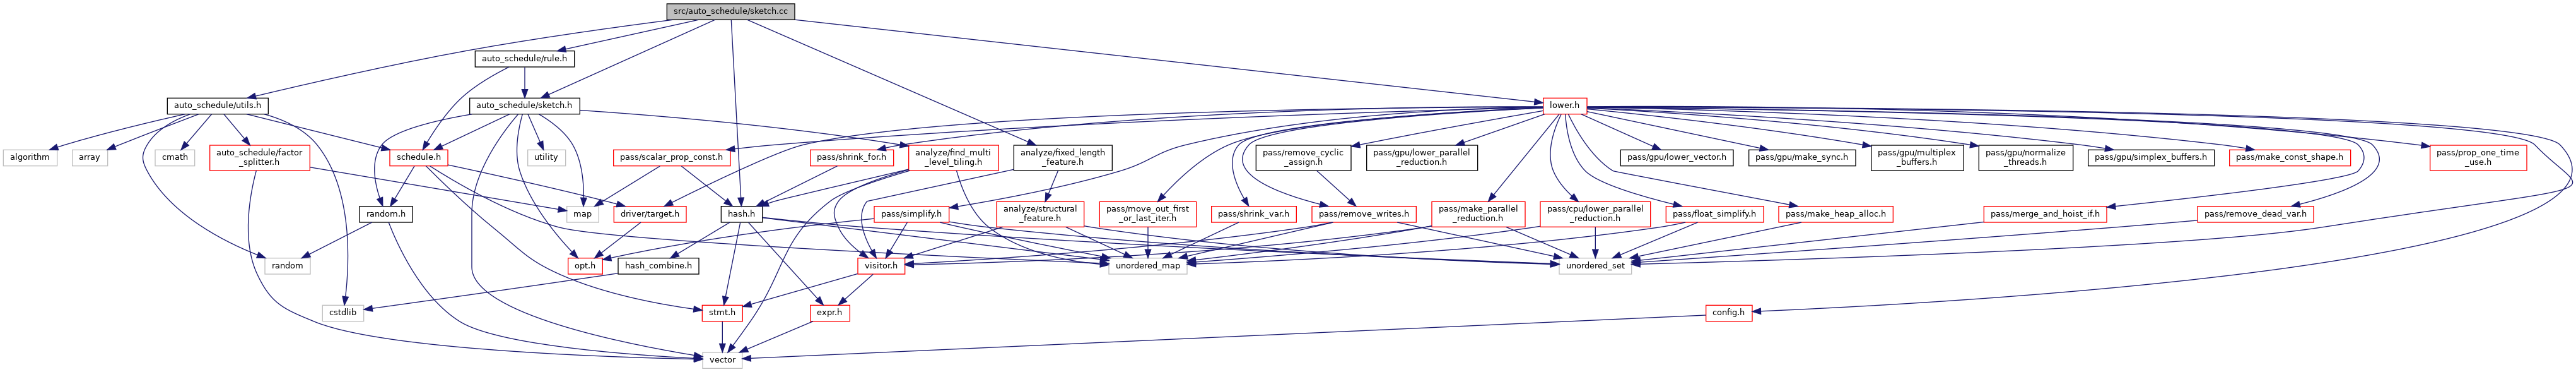 src/auto_schedule/sketch.cc
auto_schedule/rule.h
auto_schedule/utils.h
auto_schedule/sketch.h
lower.h
algorithm
array
cmath
auto_schedule/factor
_splitter.h
schedule.h
utility
pass/scalar_prop_const.h
pass/shrink_for.h
analyze/find_multi
_level_tiling.h
analyze/fixed_length
_feature.h
pass/remove_cyclic
_assign.h
pass/gpu/lower_parallel
_reduction.h
pass/gpu/lower_vector.h
pass/gpu/make_sync.h
pass/gpu/multiplex
_buffers.h
pass/gpu/normalize
_threads.h
pass/gpu/simplex_buffers.h
pass/make_const_shape.h
pass/prop_one_time
_use.h
random.h
map
driver/target.h
hash.h
pass/simplify.h
analyze/structural
_feature.h
pass/move_out_first
_or_last_iter.h
pass/shrink_var.h
pass/remove_writes.h
pass/make_parallel
_reduction.h
pass/cpu/lower_parallel
_reduction.h
pass/float_simplify.h
pass/make_heap_alloc.h
pass/merge_and_hoist_if.h
pass/remove_dead_var.h
random
opt.h
hash_combine.h
visitor.h
unordered_map
unordered_set
cstdlib
stmt.h
expr.h
config.h
vector